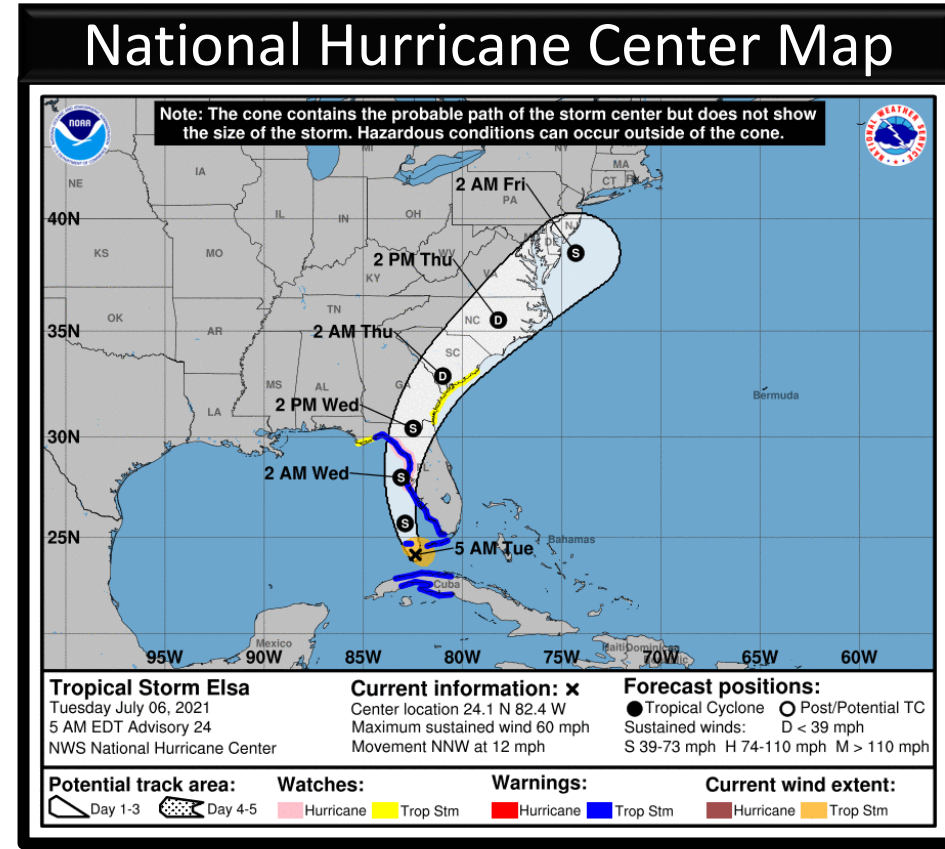 National Hurricane Center Map
Note: The cone contains the probable path of the storm center but does not show
the size of the storm. Hazardous conditions can occur outside of the cone.
NOAA
NATIONAL WEATHER SERVICE
MI
NY
MA
CT
RI
NE
IA
2 AM Fri
PA
40N
IL
IN
OH
NJ
MD
DE
KS
MO
WV
2 PM Thu
VA
KY
OK
TN
NC
35N
AR
2 AM Thu
SC
MS
AL
GA
Bermuda
LA
2 PM Wed
30N
2 AM Wed
FL
25N
5 AM Tue
Bahamas
Cuba
Mexico
Haiti
Dominican
95W
90W
85W
80W
75W
70W
65W
60W
S
D
D
S
S
S
Tropical Storm Elsa
Tuesday July 06, 2021
5 AM EDT Advisory 24
NWS National Hurricane Center
Current information: x
Center location 24.1 N 82.4 W
Maximum sustained wind 60 mph
Movement NNW at 12 mph
Forecast positions:
Tropical Cyclone Post/Potential TC
Sustained winds: D < 39 mph
S 39-73 mph H 74-110 mph M > 110 mph
Potential track area:
Day 1-3 Day 4-5
Watches:
Hurricane Trop Stm
Warnings:
Hurricane Trop Stm
Current wind extent:
Hurricane Trop Stm